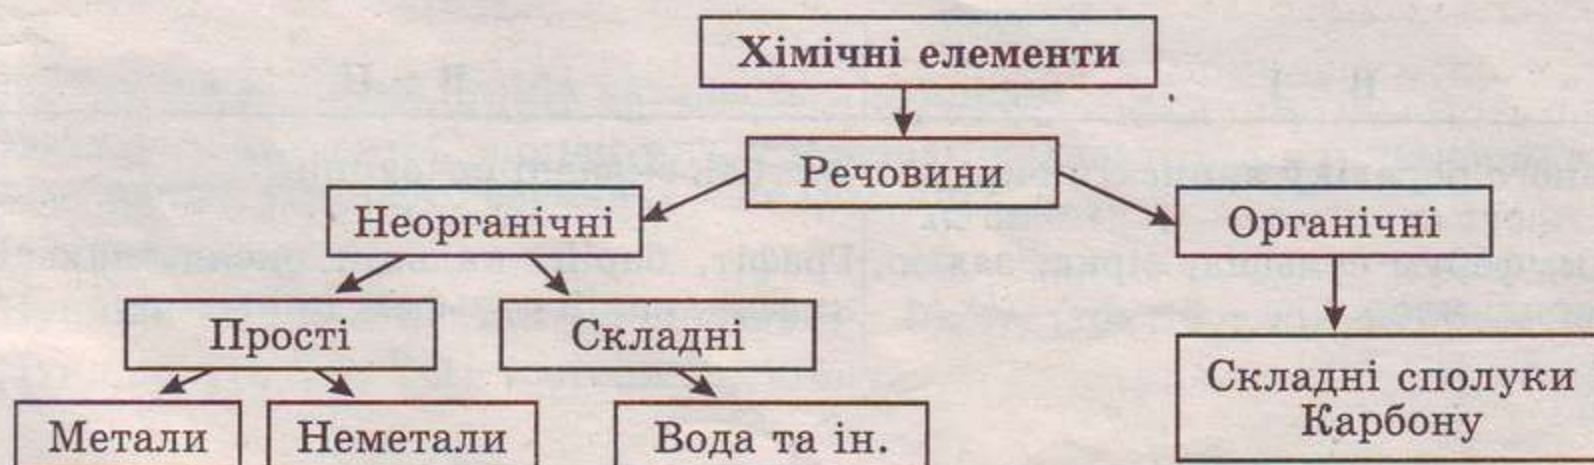 Хімічні елементи
Речовини
Неорганічні
Органічні
Прості
Складні
Складні сполуки
Карбону
Метали
Неметали
Вода та ін.